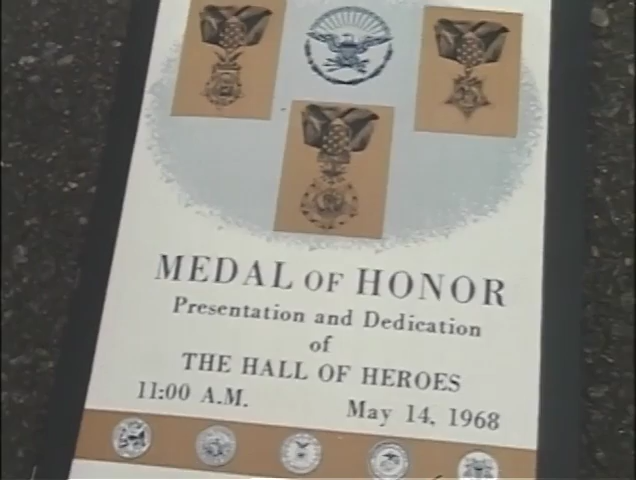 MEDAL OF HONOR
Presentation and Dedication
of
THE HALL OF HEROES
11:00 A.M. May 14, 1968